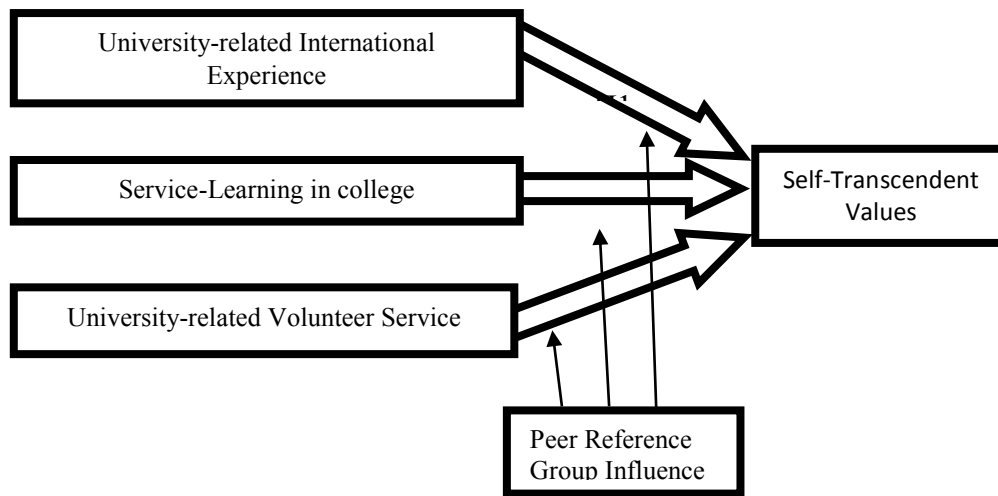 University-related International
Experience
Service-Learning in college
Self-Transcendent
Values
University-related Volunteer Service
Peer Reference
Group Influence